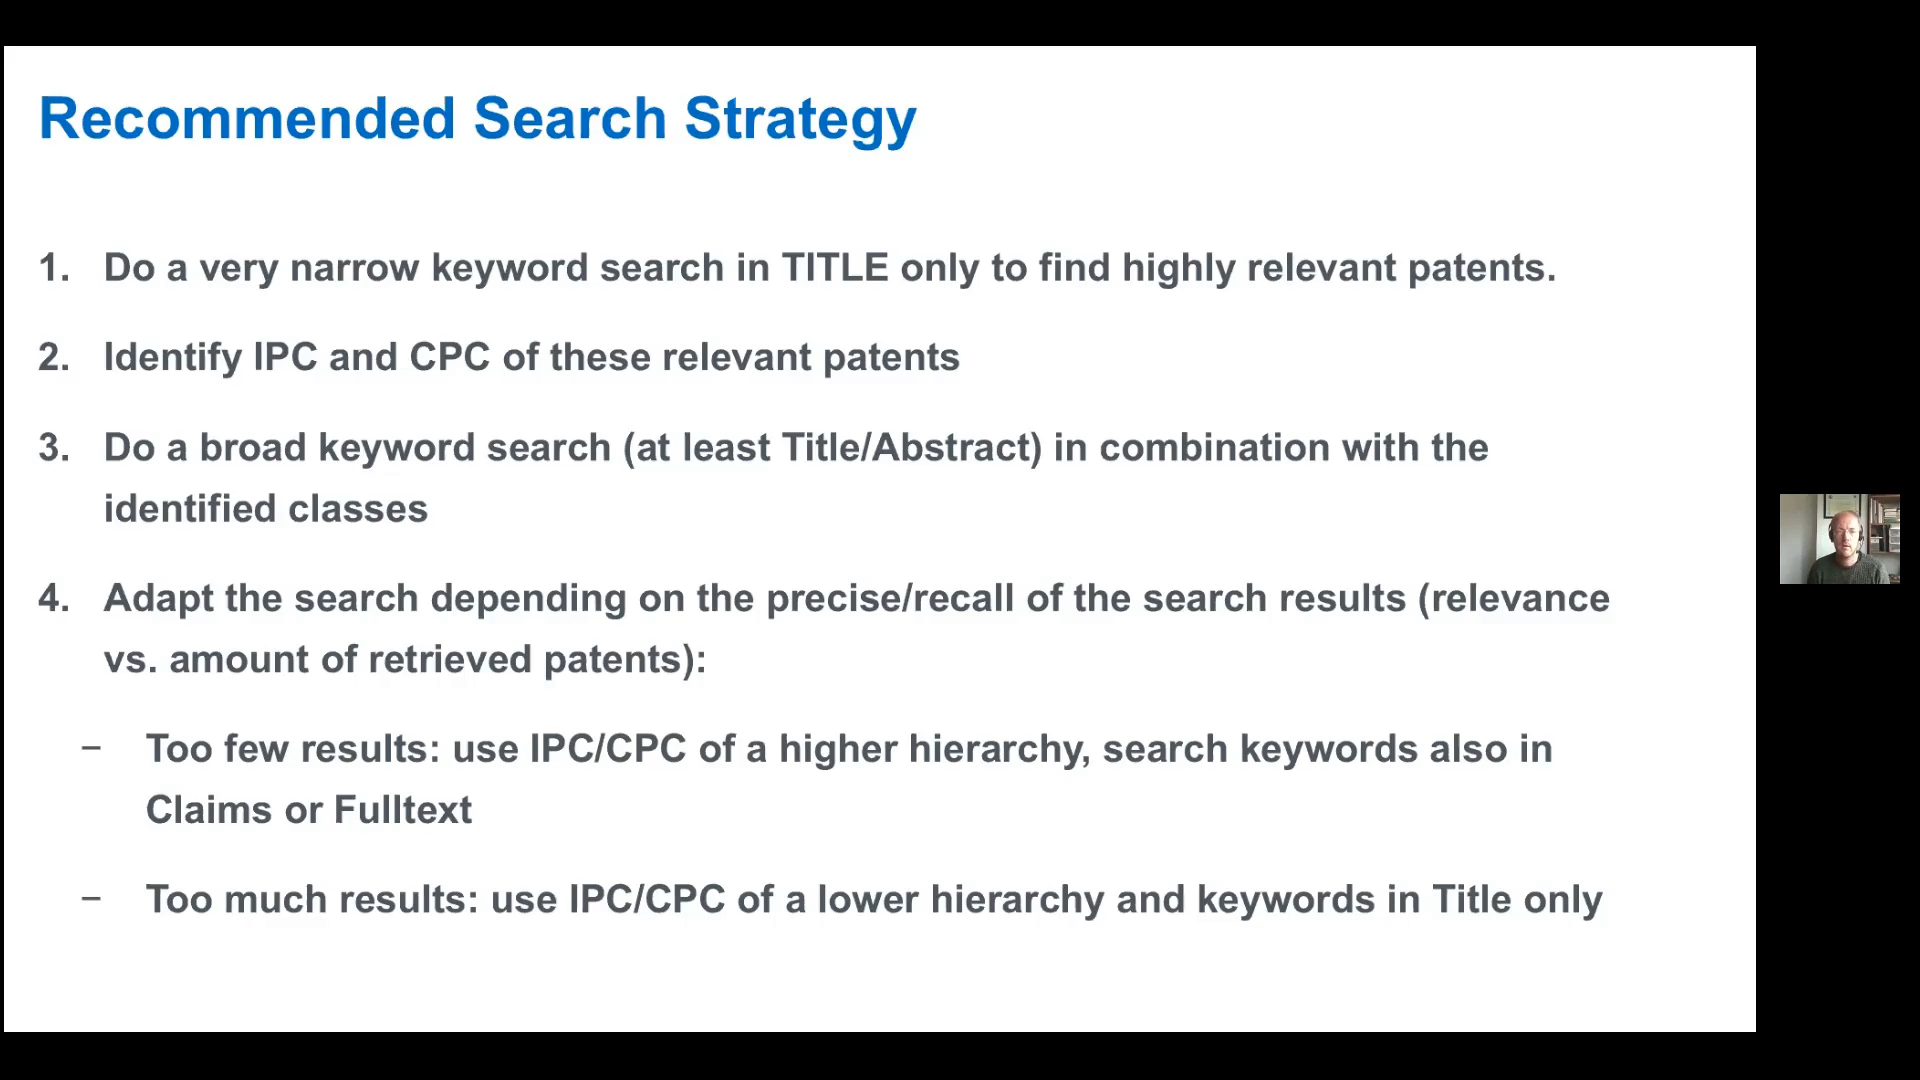 Recommended Search Strategy
1. Do a very narrow keyword search in TITLE only to find highly relevant patents.
2. Identify IPC and CPC of these relevant patents
3. Do a broad keyword search (at least Title/Abstract) in combination with the
identified classes
4. Adapt the search depending on the precise/recall of the search results (relevance
vs. amount of retrieved patents):
– Too few results: use IPC/CPC of a higher hierarchy, search keywords also in
Claims or Fulltext
– Too much results: use IPC/CPC of a lower hierarchy and keywords in Title only